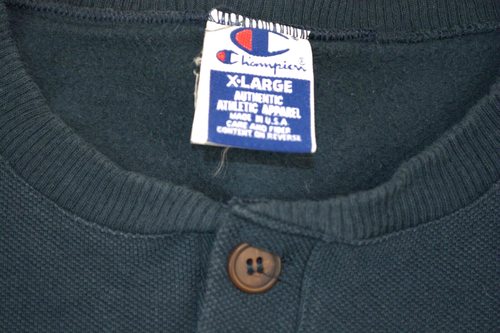 Champion
X-LARGE
AUTHENTIC
ATHLETIC APPAREL
MADE IN U.S.A
CARE AND FIBER
CONTENT ON REVERSE